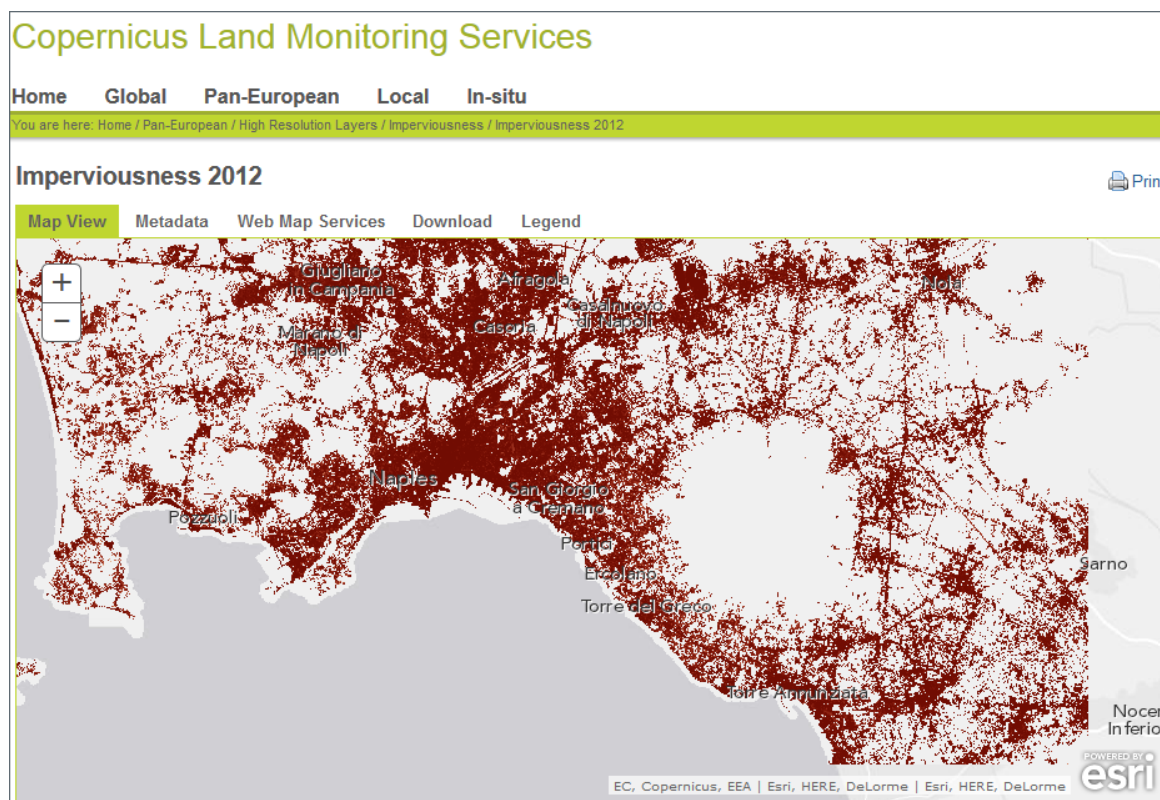 Copernicus Land Monitoring Services
Home Global Pan-European Local In-situ
You are here: Home / Pan-European / High Resolution Layers / Imperviousness / Imperviousness 2012
Imperviousness 2012
Prin
Map View Metadata Web Map Services Download Legend
+
−
Giugliano
in Campania
Afragola
Nola
Casalnuovo
di Napoli
Casoria
Marano di
Napoli
Naples
San Giorgio
a Cremano
Pozzuoli
Portici
Ercolano
Sarno
Torre del Greco
Torre Annunziata
Nocer
Inferio
POWERED BY
esri
EC, Copernicus, EEA | Esri, HERE, DeLorme | Esri, HERE, DeLorme